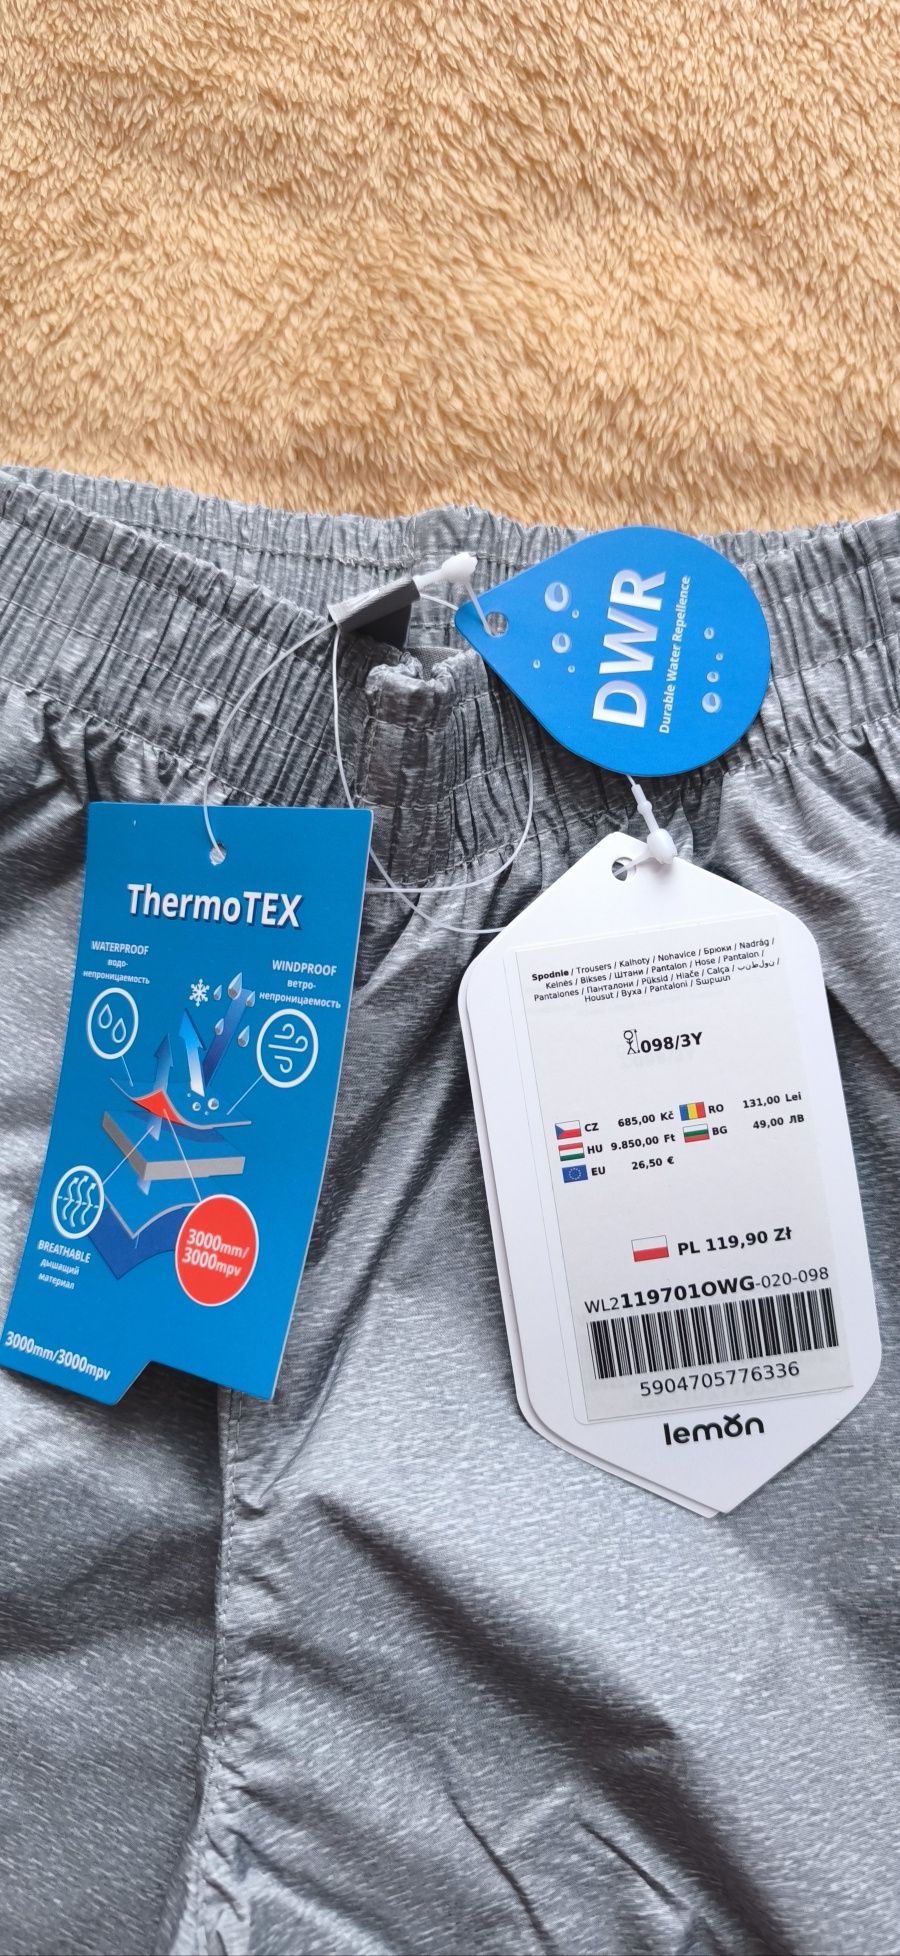 DWR
Durable Water Repellence
ThermoTEX
WATERPROOF
водо-
непроницаемость
WINDPROOF
ветро-
непроницаемость
BREATHABLE
дышащий
материал
3000mm/
3000mpv
3000mm/3000mpv
Spodnie / Trousers / Kalhoty / Nohavice / Брюки / Nadrág /
Kelnės / Bikses / Штани / Pantalon / Hose / Pantalon /
Pantalones / Панталони / Püksid / Hlače / Calça / بنطلون /
Housut / Byxa / Pantaloni / Տաբատ
098/3Y
CZ 685,00 Kč RO 131,00 Lei
HU 9.850,00 Ft BG 49,00 ЛВ
EU 26,50 €
PL 119,90 Zł
WL2119701OWG-020-098
5904705776336
lemon